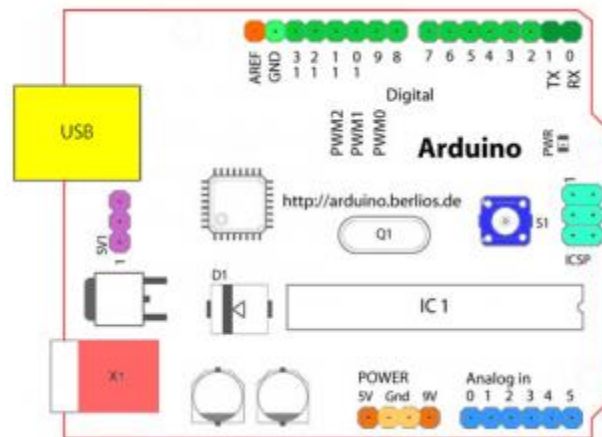 AREF
GND
13
12
11
10
9
8
7
6
5
4
3
2
1
0
TX
RX
Digital
PWM2
PWM1
PWM0
Arduino
PWR
USB
http://arduino.berlios.de
S1
1
ICSP
Q1
SV1
1
D1
IC 1
X1
POWER
5V Gnd 9V
Analog in
0 1 2 3 4 5